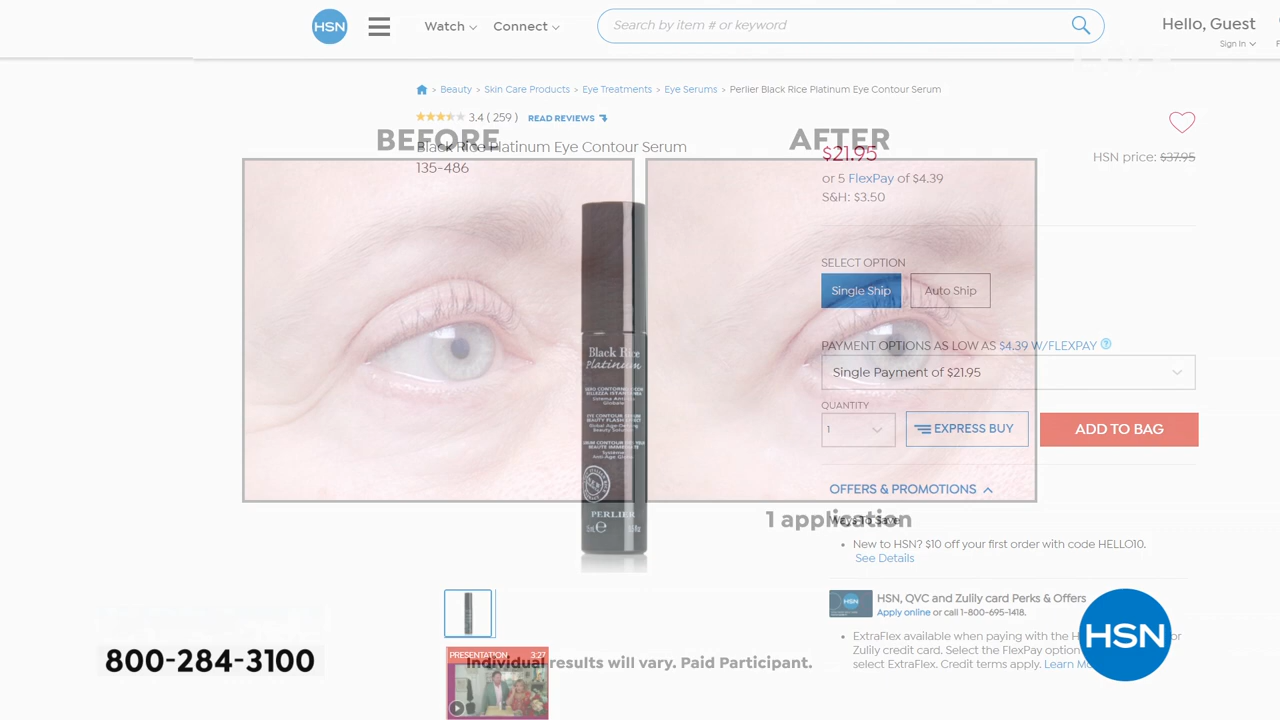 HSN
Watch
Connect
Search by item # or keyword
Hello, Guest
Sign In
Beauty > Skin Care Products > Eye Treatments > Eye Serums > Perlier Black Rice Platinum Eye Contour Serum
3.4 ( 259 ) READ REVIEWS
BEFORE
AFTER
Black Rice Platinum Eye Contour Serum
135-486
$21.95
HSN price: $37.95
or 5 FlexPay of $4.39
S&H: $3.50
SELECT OPTION
Single Ship
Auto Ship
PAYMENT OPTIONS AS LOW AS $4.39 W/FLEXPAY
Single Payment of $21.95
QUANTITY
1
EXPRESS BUY
ADD TO BAG
Black Rice
Platinum
PERLIER
OFFERS & PROMOTIONS
1 application
Ways To Save
New to HSN? $10 off your first order with code HELLO10.
See Details
HSN, QVC and Zulily card Perks & Offers
Apply online or call 1-800-695-1418.
ExtraFlex available when paying with the
Zulily credit card. Select the FlexPay option
select ExtraFlex. Credit terms apply. Learn
HSN
800-284-3100
PRESENTATION 3:27
Individual results will vary. Paid Participant.